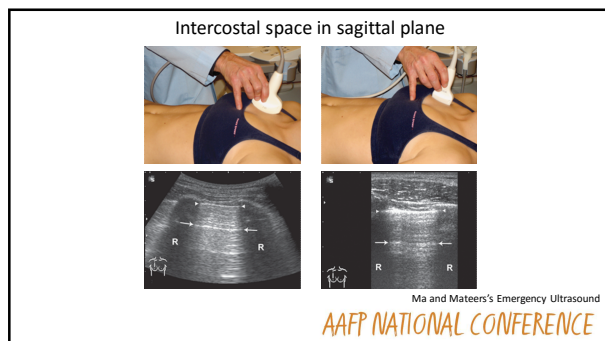 Intercostal space in sagittal plane
R
R
R
Ma and Mateers's Emergency Ultrasound
AAFP NATIONAL CONFERENCE